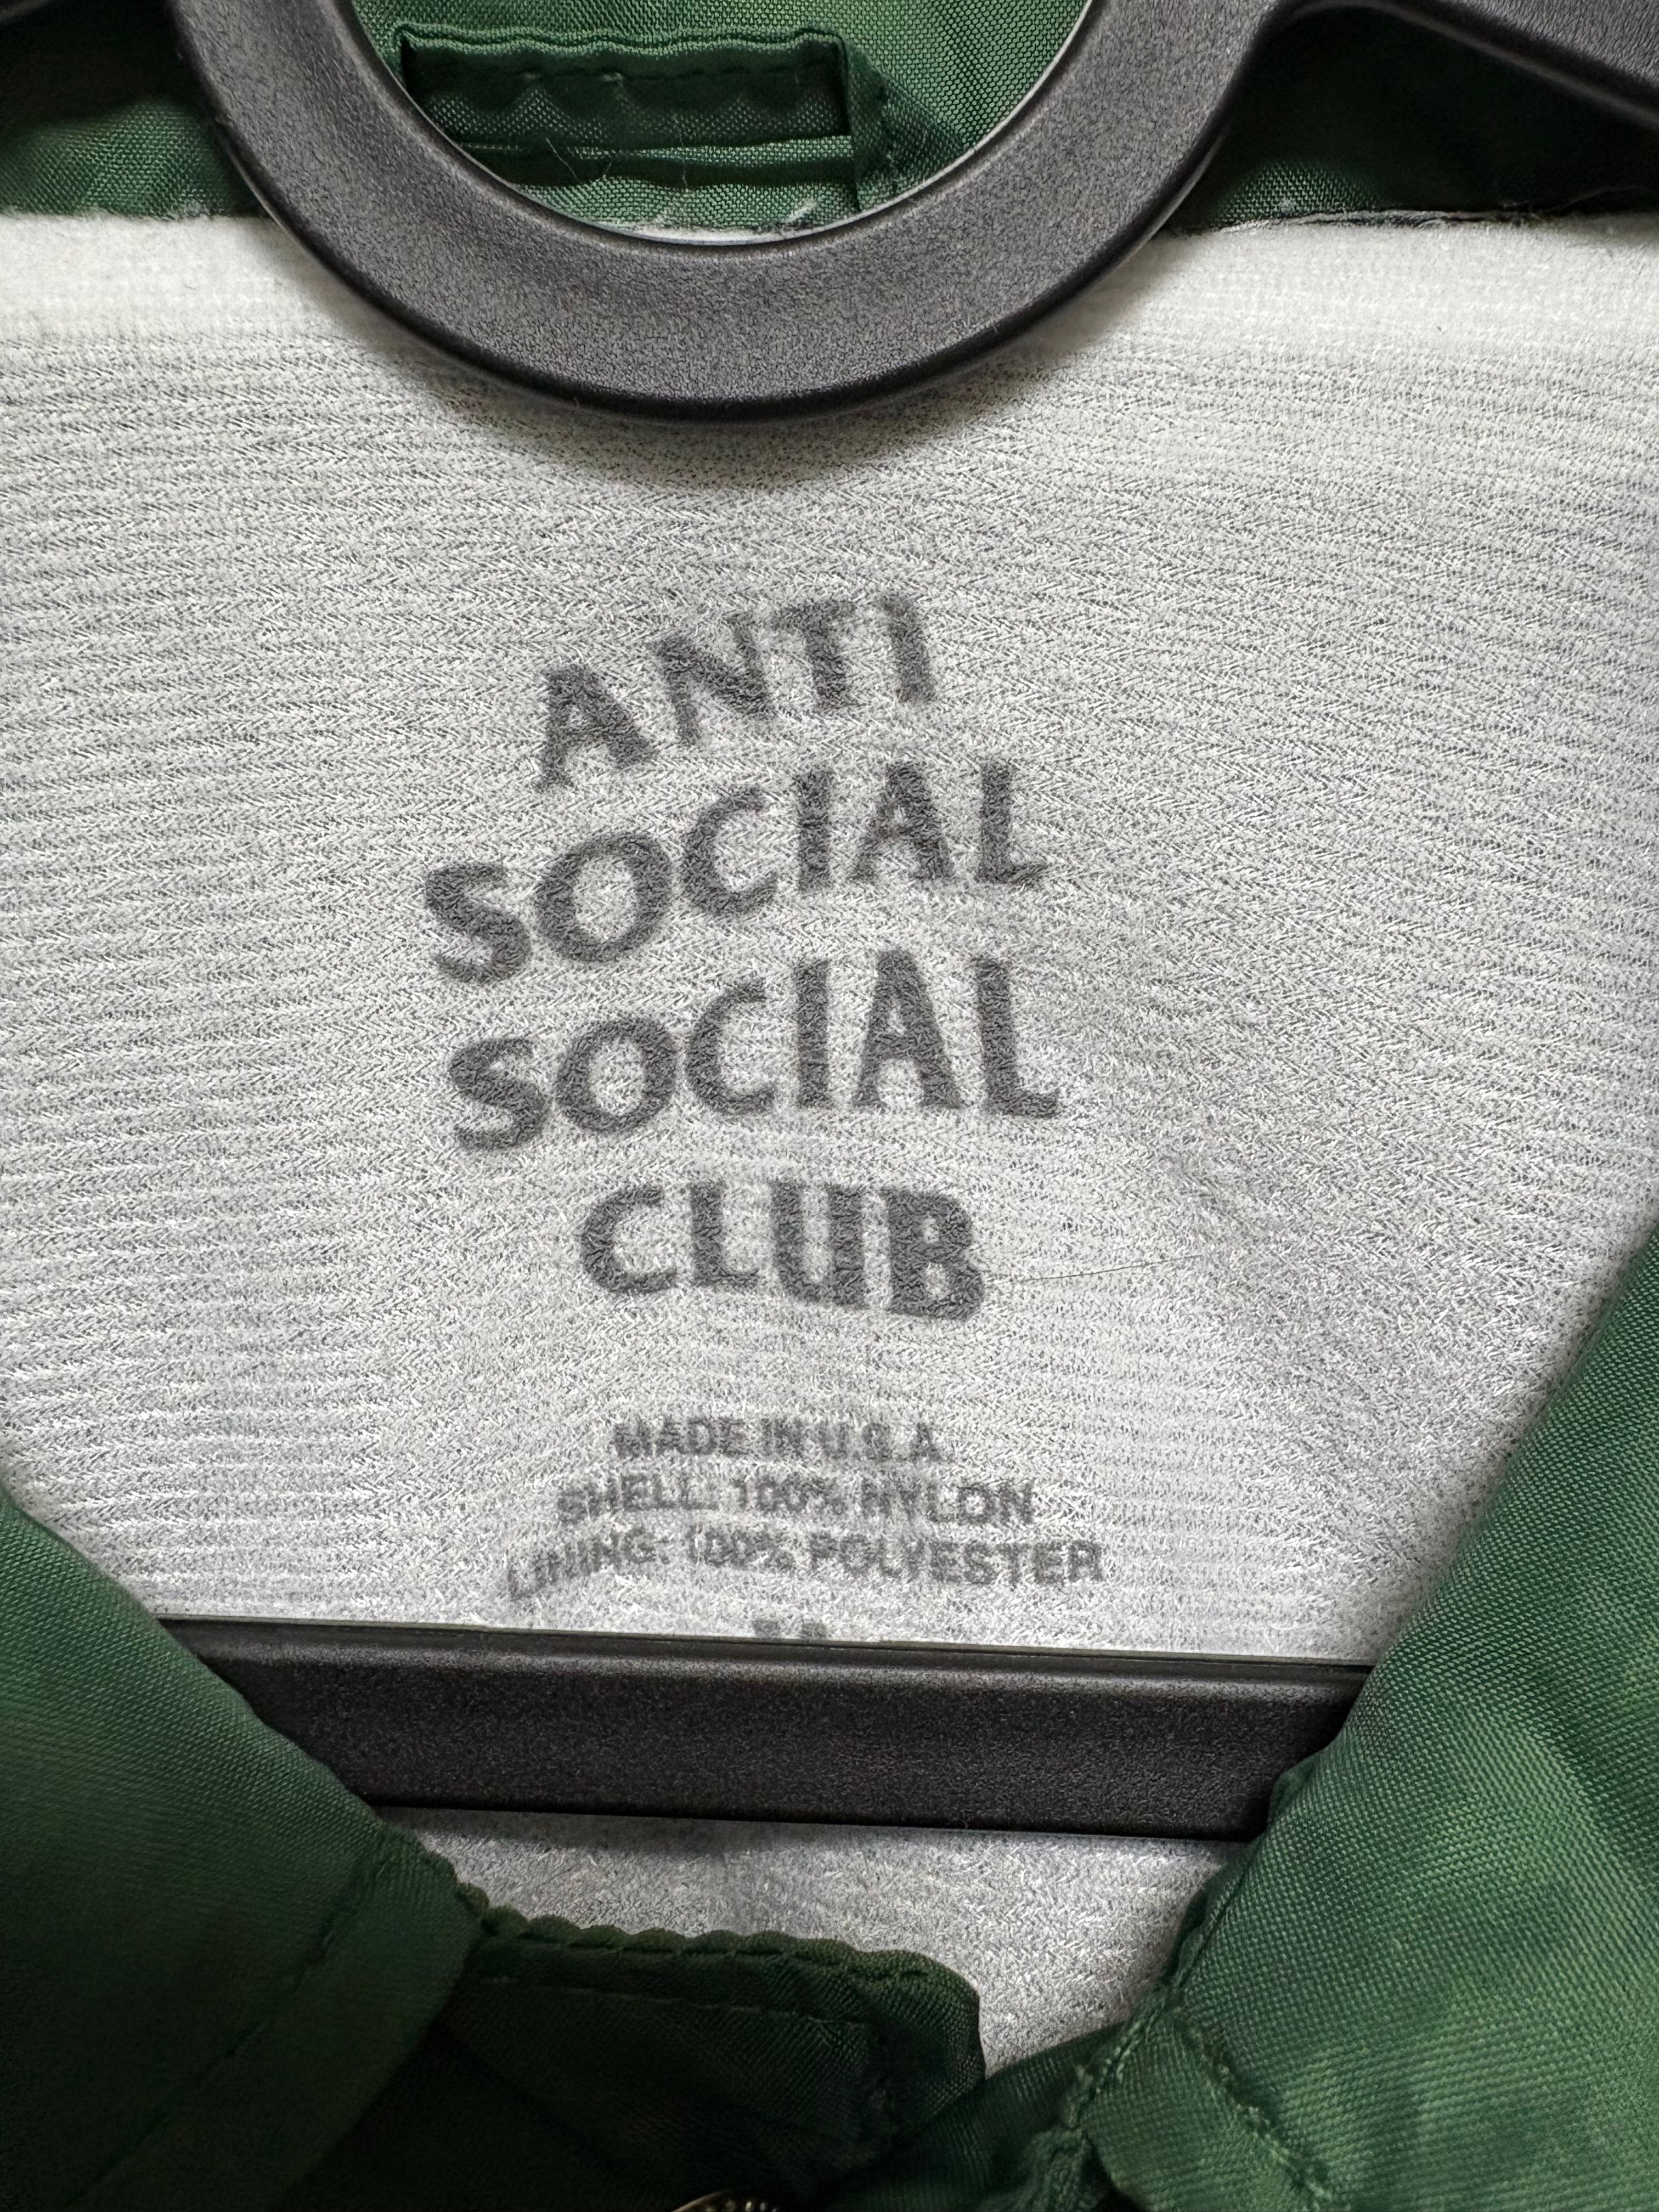 ANTI
SOCIAL
SOCIAL
CLUB
MADE IN U.S.A.
SHELL: 100% NYLON
LINING: 100% POLYESTER